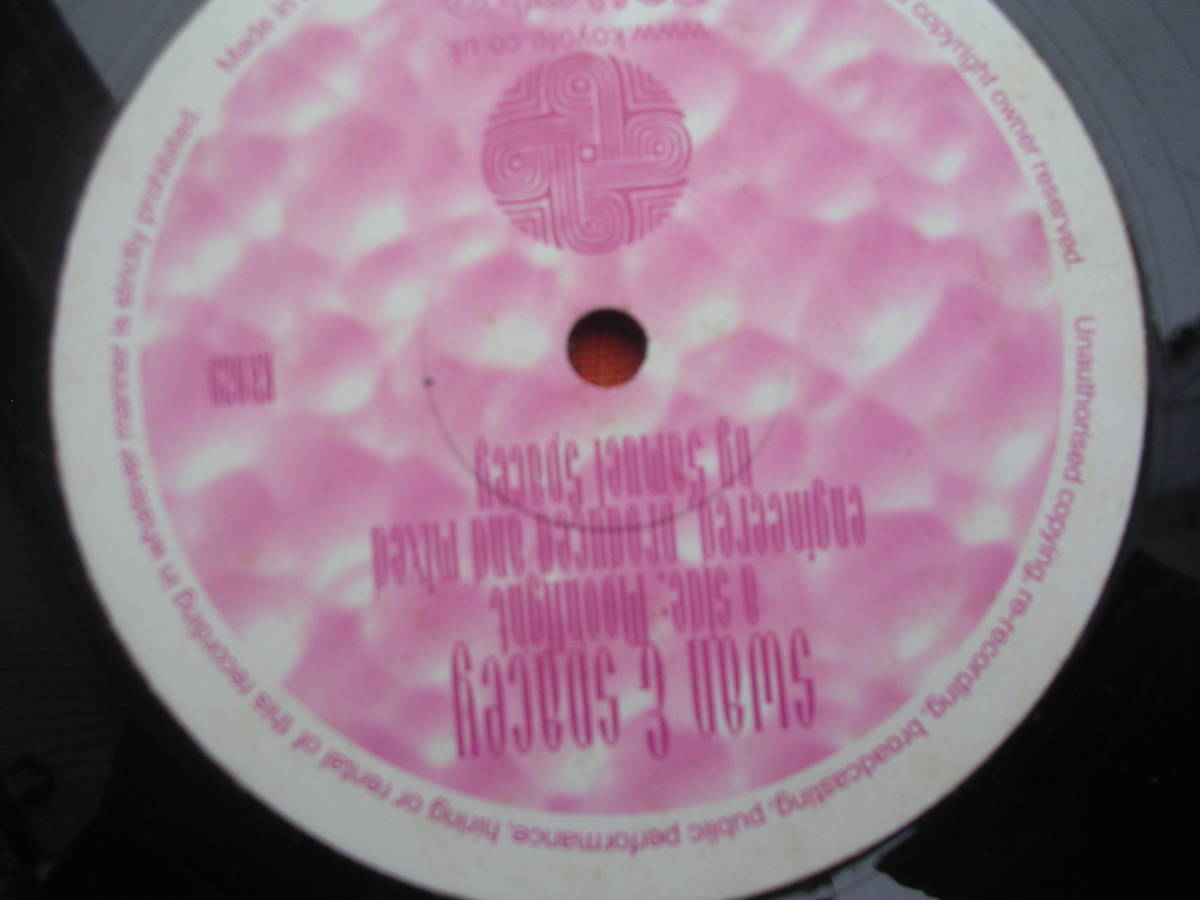 Swan & Spacey
a side: Moonlight
engineered, produced and mixed
by Samuel Spacey
www.koyote.co.uk
Made in
copyright owner reserved. Unauthorised copying, re-recording, broadcasting, public performance, hiring or rental of this recording in whatever manner is strictly prohibited.